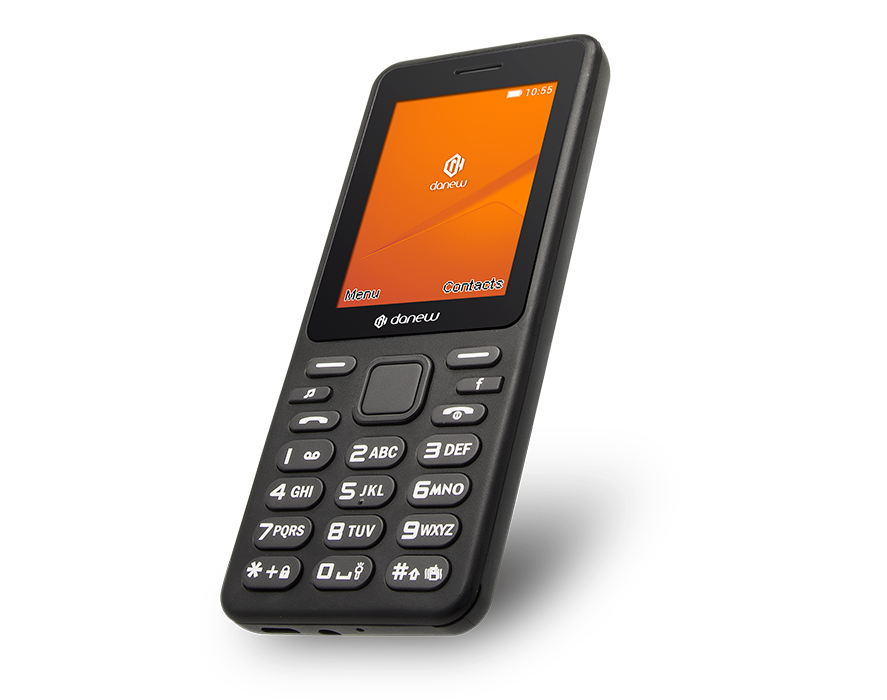 10:55
danew
Menu Contacts
danew
f
1 2 ABC 3 DEF
4 GHI 5 JKL 6 MNO
7 PQRS 8 TUV 9 WXYZ
* + 0 #